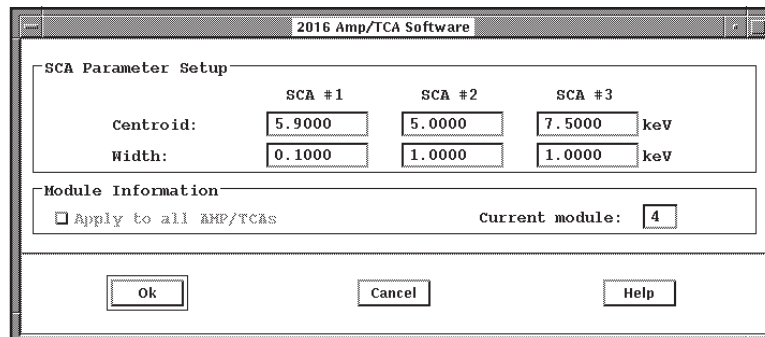 2016 Amp/TCA Software
SCA Parameter Setup
SCA #1 SCA #2 SCA #3
Centroid: 5.9000 5.0000 7.5000 keV
Width: 0.1000 1.0000 1.0000 keV
Module Information
Apply to all AMP/TCAs Current module: 4
Ok Cancel Help